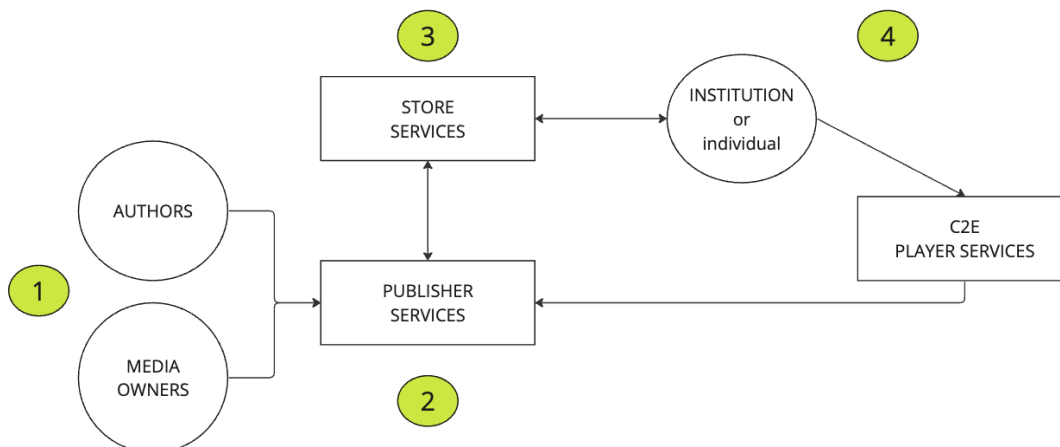 3
4
STORE
SERVICES
INSTITUTION
or
individual
AUTHORS
C2E
PLAYER SERVICES
1
PUBLISHER
SERVICES
MEDIA
OWNERS
2